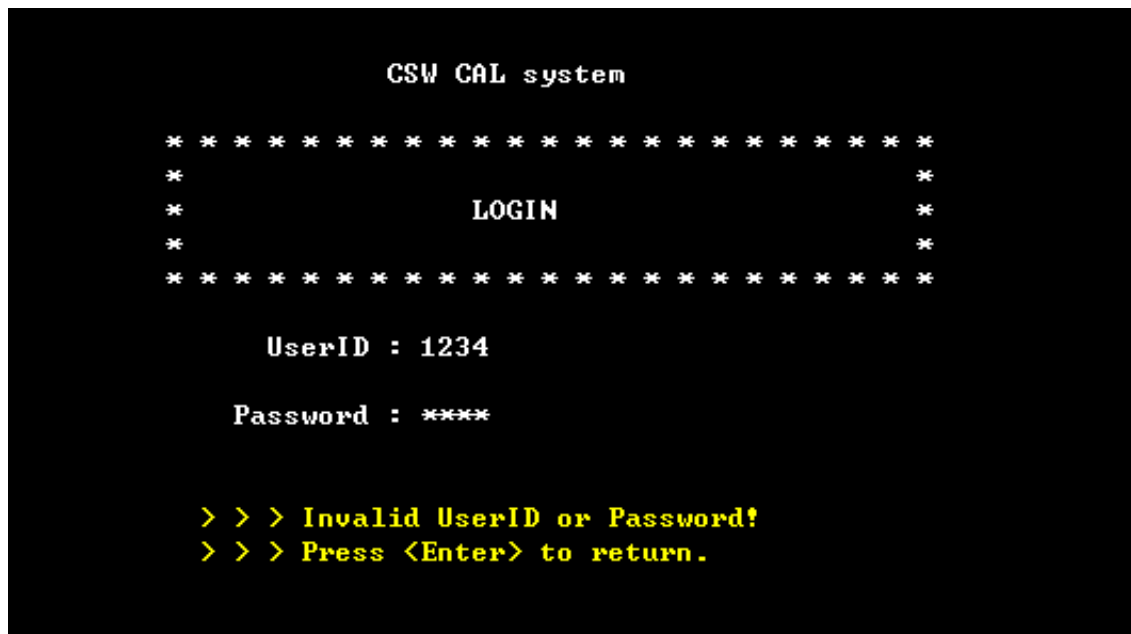 CSW CAL system
* * * * * * * * * * * * * * * * * * * * * * *
* *
* LOGIN *
* *
* * * * * * * * * * * * * * * * * * * * * * *
UserID : 1234
Password : ****
> > > Invalid UserID or Password!
> > > Press <Enter> to return.